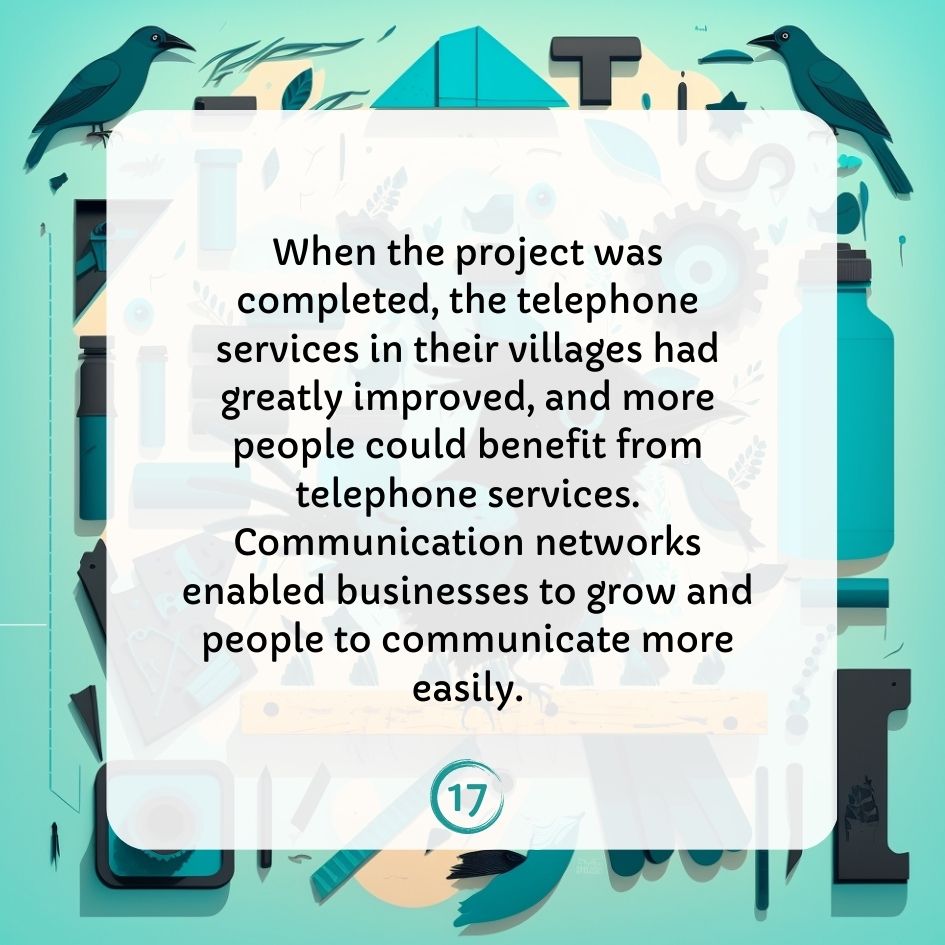 When the project was
completed, the telephone
services in their villages had
greatly improved, and more
people could benefit from
telephone services.
Communication networks
enabled businesses to grow and
people to communicate more
easily.
17